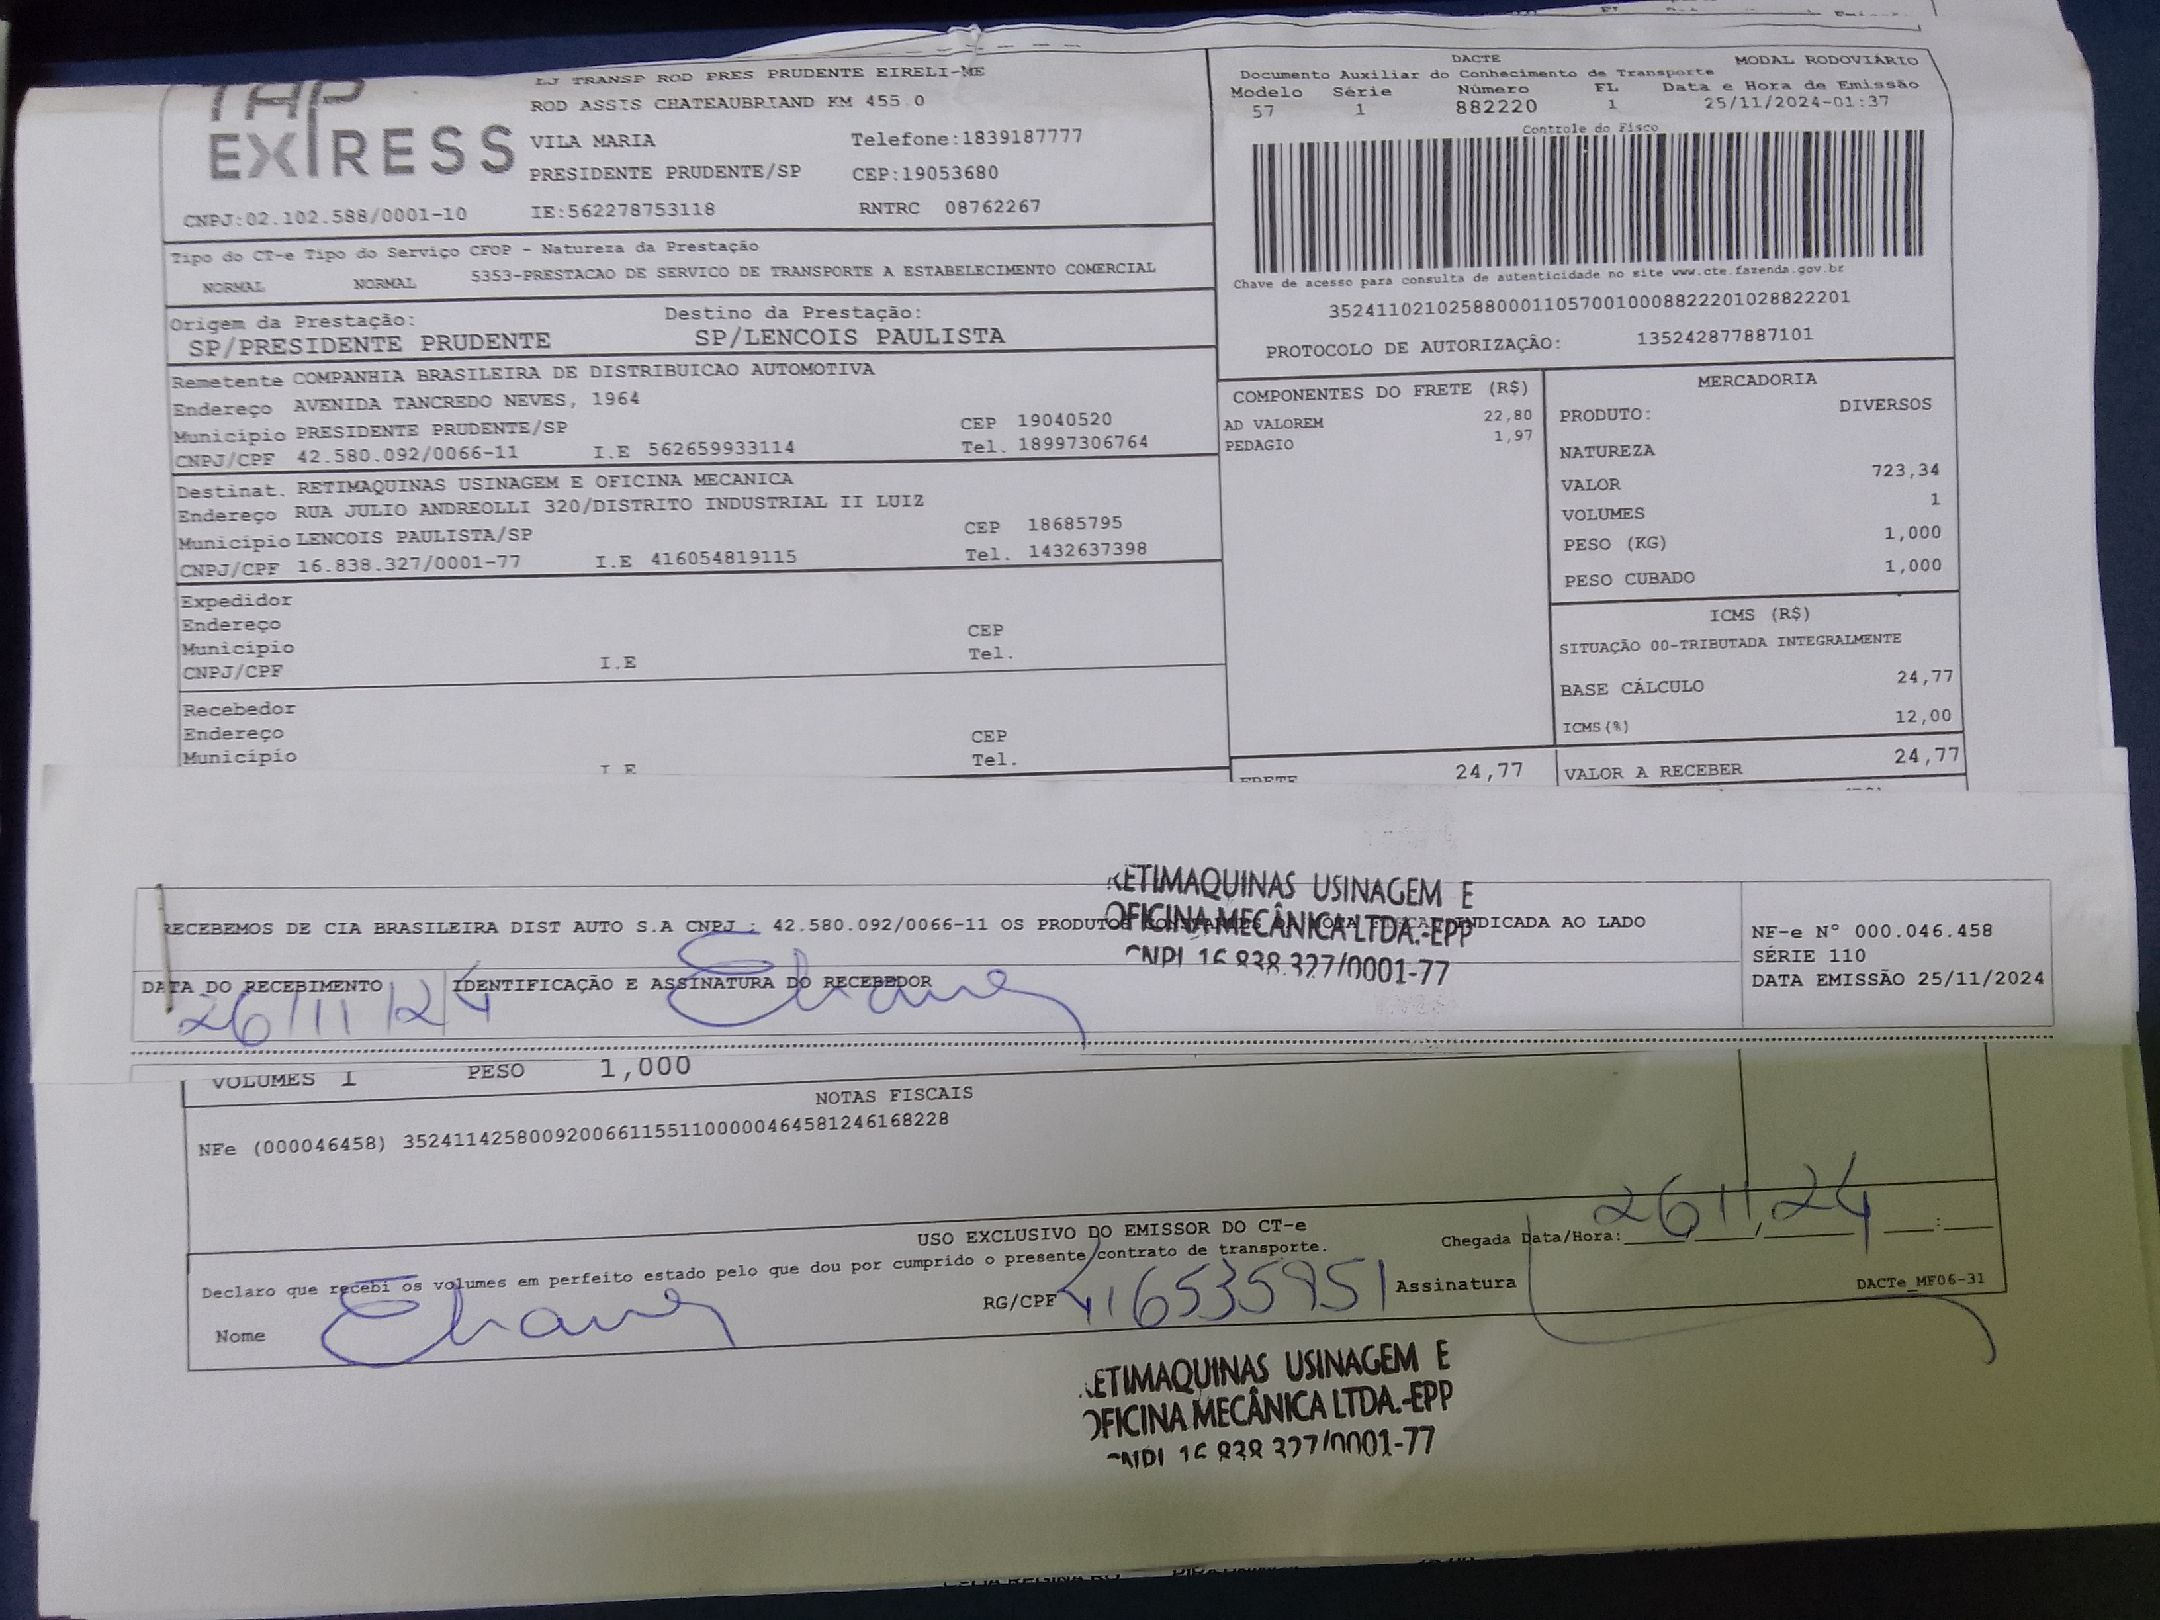 TAP
EXPRESS
LJ TRANSP ROD PRES PRUDENTE EIRELI-ME
ROD ASSIS CHATEAUBRIAND KM 455.0
VILA MARIA Telefone:1839187777
PRESIDENTE PRUDENTE/SP CEP:19053680
CNPJ:02.102.588/0001-10 IE:562278753118 RNTRC 08762267
DACTE MODAL RODOVIÁRIO
Documento Auxiliar do Conhecimento de Transporte
Modelo Série Número FL Data e Hora de Emissão
57 1 882220 1 25/11/2024-01:37
Controle do Fisco
Chave de acesso para consulta de autenticidade no site www.cte.fazenda.gov.br
35241102102588000110570010008822201028822201
PROTOCOLO DE AUTORIZAÇÃO: 135242877887101
Tipo do CT-e Tipo do Serviço CFOP - Natureza da Prestação
NORMAL NORMAL 5353-PRESTACAO DE SERVICO DE TRANSPORTE A ESTABELECIMENTO COMERCIAL
Origem da Prestação: Destino da Prestação:
SP/PRESIDENTE PRUDENTE SP/LENCOIS PAULISTA
Remetente COMPANHIA BRASILEIRA DE DISTRIBUICAO AUTOMOTIVA
Endereço AVENIDA TANCREDO NEVES, 1964
Município PRESIDENTE PRUDENTE/SP CEP 19040520
CNPJ/CPF 42.580.092/0066-11 I.E 562659933114 Tel. 18997306764
Destinat. RETIMAQUINAS USINAGEM E OFICINA MECANICA
Endereço RUA JULIO ANDREOLLI 320/DISTRITO INDUSTRIAL II LUIZ
Município LENCOIS PAULISTA/SP CEP 18685795
CNPJ/CPF 16.838.327/0001-77 I.E 416054819115 Tel. 1432637398
Expedidor
Endereço
Município CEP
CNPJ/CPF I.E Tel.
Recebedor
Endereço CEP
Município Tel.
I E
COMPONENTES DO FRETE (R$)
AD VALOREM 22,80
PEDAGIO 1,97
MERCADORIA
PRODUTO: DIVERSOS
NATUREZA
VALOR 723,34
VOLUMES 1
PESO (KG) 1,000
PESO CUBADO 1,000
ICMS (R$)
SITUAÇÃO 00-TRIBUTADA INTEGRALMENTE
BASE CÁLCULO 24,77
ICMS(%) 12,00
FRETE 24,77 VALOR A RECEBER 24,77
RETIMAQUINAS USINAGEM E
OFICINA MECÂNICA LTDA.-EPP
CNPJ 16.838.327/0001-77
RECEBEMOS DE CIA BRASILEIRA DIST AUTO S.A CNPJ : 42.580.092/0066-11 OS PRODUTOS CONSTANTES DA NOTA FISCAL INDICADA AO LADO
DATA DO RECEBIMENTO IDENTIFICAÇÃO E ASSINATURA DO RECEBEDOR
26/11/24
NF-e N° 000.046.458
SÉRIE 110
DATA EMISSÃO 25/11/2024
VOLUMES 1 PESO 1,000
NOTAS FISCAIS
NFe (000046458) 35241142580092006611551100000464581246168228
USO EXCLUSIVO DO EMISSOR DO CT-e
Declaro que recebi os volumes em perfeito estado pelo que dou por cumprido o presente contrato de transporte.
Chegada Data/Hora: 26 11 24 :
Nome RG/CPF 416535951 Assinatura
DACTe_MF06-31
RETIMAQUINAS USINAGEM E
OFICINA MECÂNICA LTDA.-EPP
CNPJ 16.838.327/0001-77